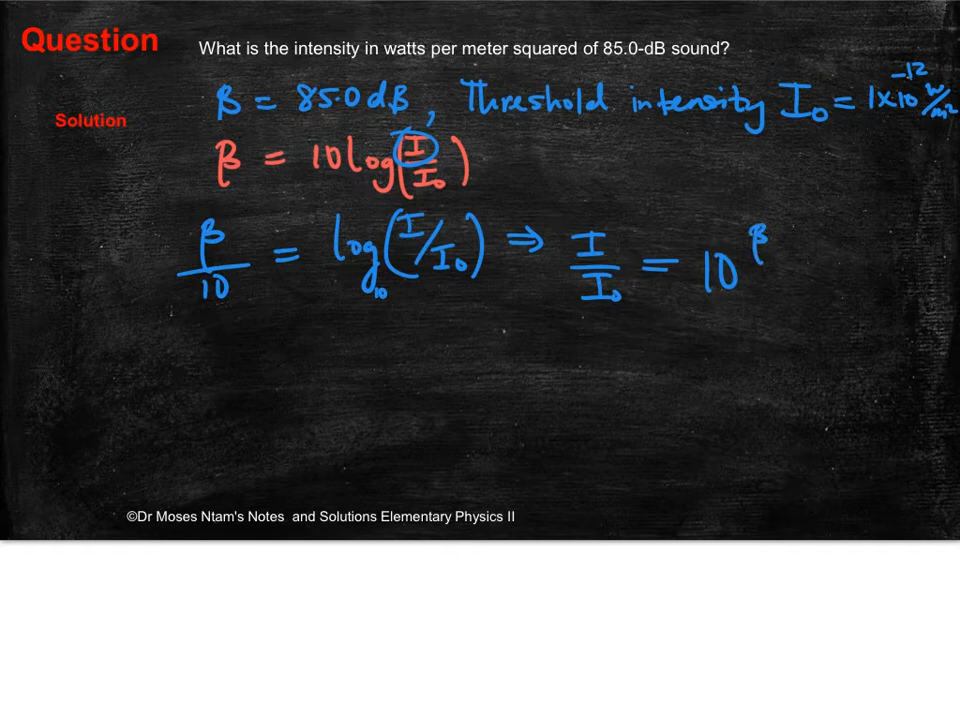 Question
What is the intensity in watts per meter squared of 85.0-dB sound?
β = 85.0 dB, Threshold intensity I₀ = 1×10⁻¹² W/m²
Solution
β = 10 log(I/I₀)
β/10 = log₁₀(I/I₀) ⇒ I/I₀ = 10^β
©Dr Moses Ntam's Notes and Solutions Elementary Physics II